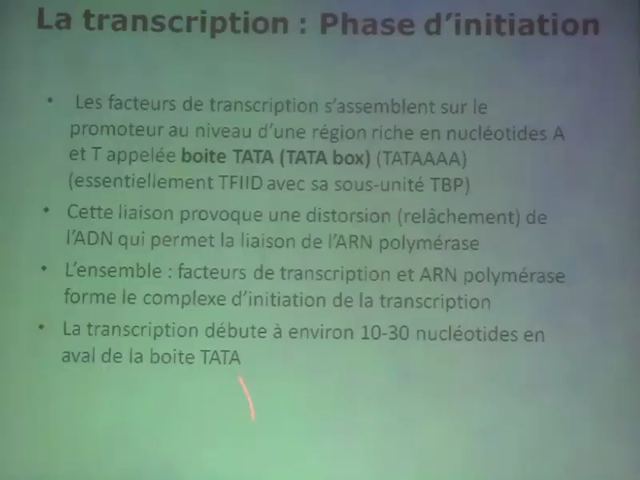 La transcription : Phase d'initiation
• Les facteurs de transcription s'assemblent sur le
promoteur au niveau d'une région riche en nucléotides A
et T appelée boite TATA (TATA box) (TATAAAA)
(essentiellement TFIID avec sa sous-unité TBP)
• Cette liaison provoque une distorsion (relâchement) de
l'ADN qui permet la liaison de l'ARN polymérase
• L'ensemble : facteurs de transcription et ARN polymérase
forme le complexe d'initiation de la transcription
• La transcription débute à environ 10-30 nucléotides en
aval de la boite TATA